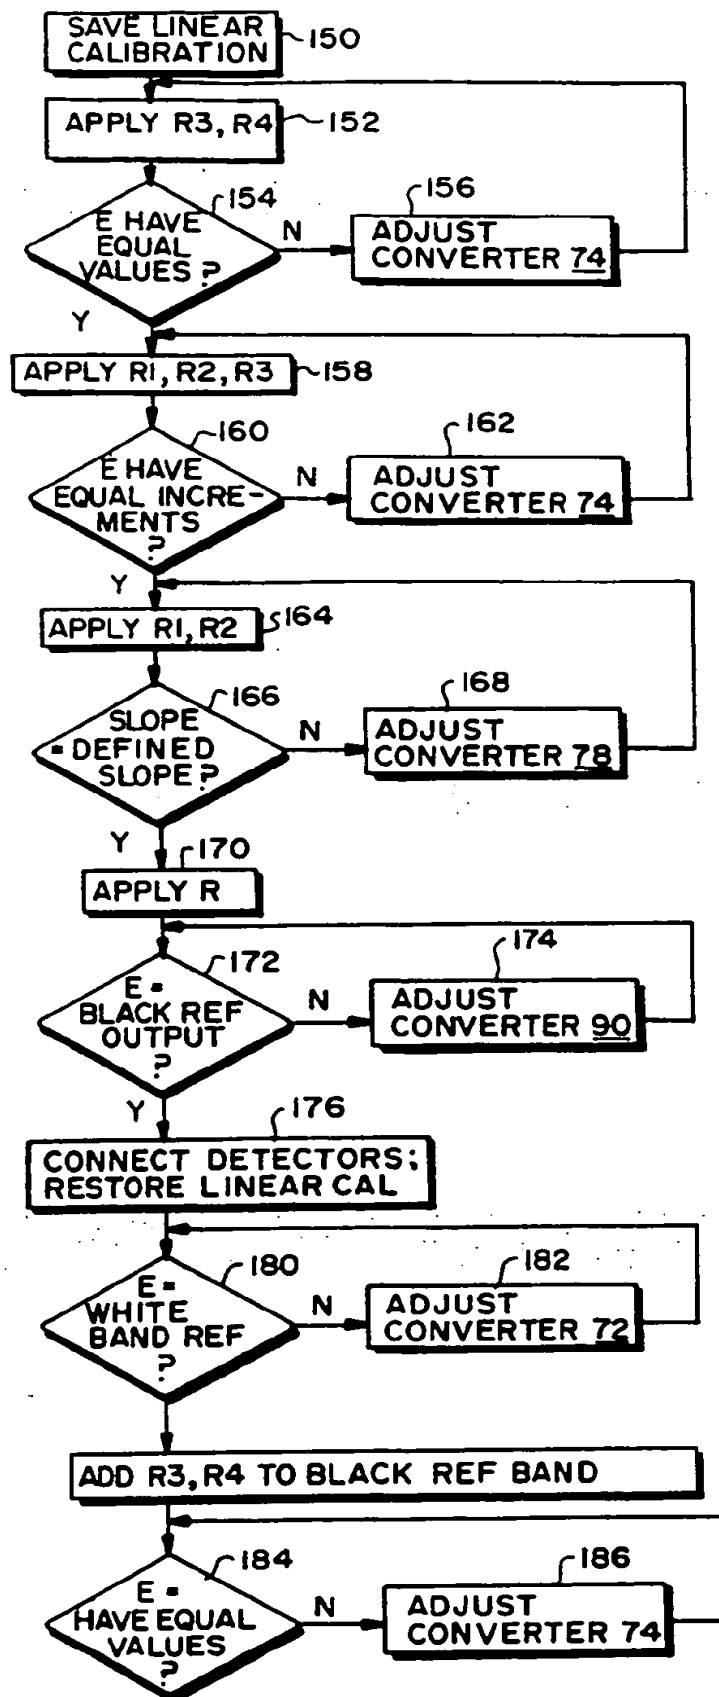 SAVE LINEAR
CALIBRATION
150
APPLY R3, R4
152
154
E HAVE
EQUAL
VALUES ?
N
156
ADJUST
CONVERTER 74
Y
APPLY R1, R2, R3
158
160
E HAVE
EQUAL INCRE-
MENTS
?
N
162
ADJUST
CONVERTER 74
Y
APPLY R1, R2
164
166
SLOPE
= DEFINED
SLOPE?
N
168
ADJUST
CONVERTER 78
Y
170
APPLY R
172
E =
BLACK REF
OUTPUT
?
N
174
ADJUST
CONVERTER 90
Y
176
CONNECT DETECTORS;
RESTORE LINEAR CAL
180
E =
WHITE
BAND REF
?
N
182
ADJUST
CONVERTER 72
ADD R3, R4 TO BLACK REF BAND
184
E =
HAVE EQUAL
VALUES
?
N
186
ADJUST
CONVERTER 74